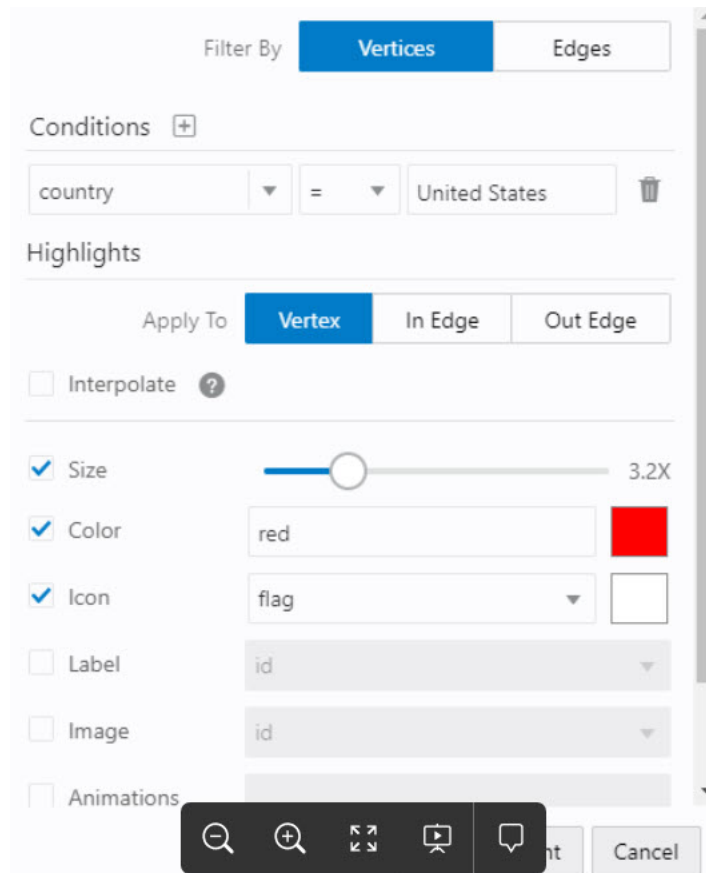 Filter By Vertices Edges
Conditions
country = United States
Highlights
Apply To Vertex In Edge Out Edge
Interpolate ?
Size 3.2X
Color red
Icon flag
Label id
Image id
Animations
Cancel